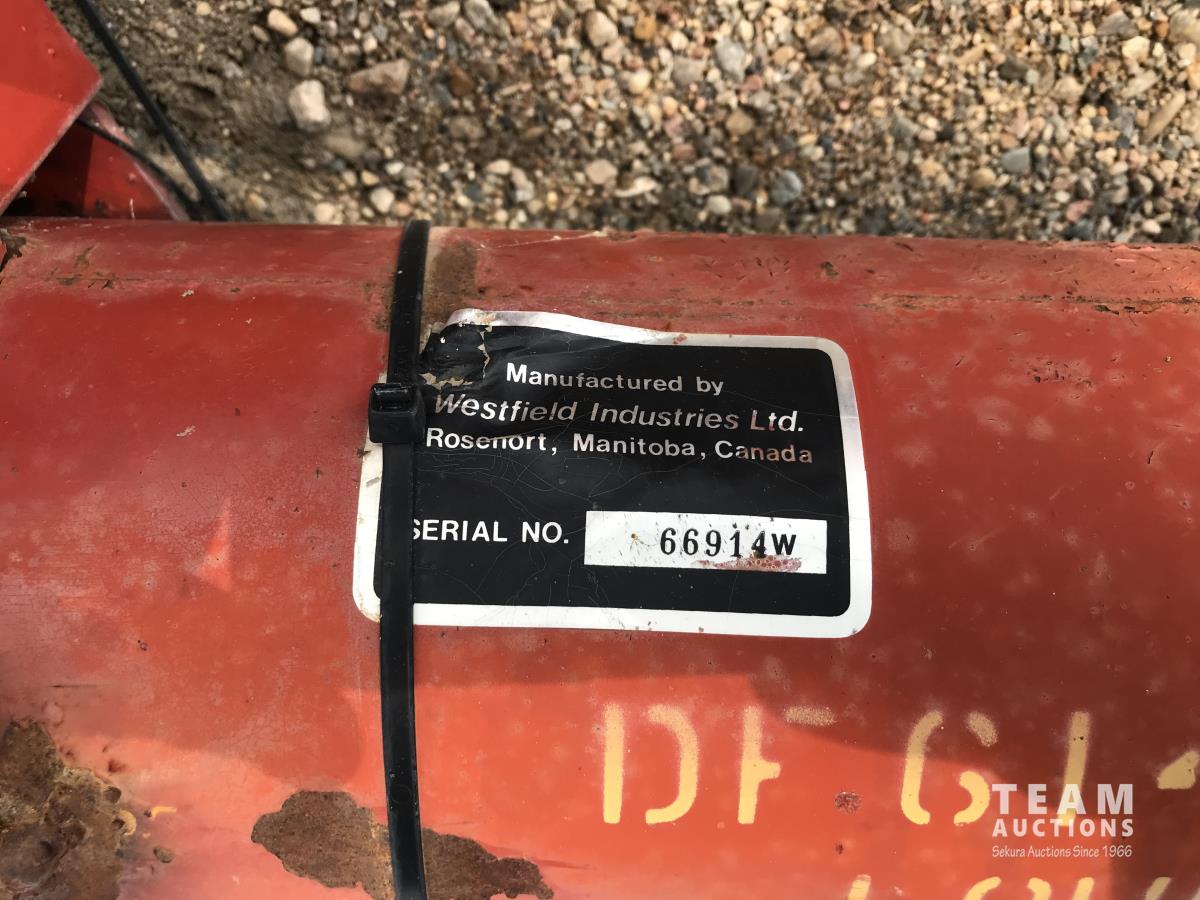 Manufactured by
Westfield Industries Ltd.
Rosenort, Manitoba, Canada
SERIAL NO. 66914W
TEAM
AUCTIONS
Sekura Auctions Since 1966